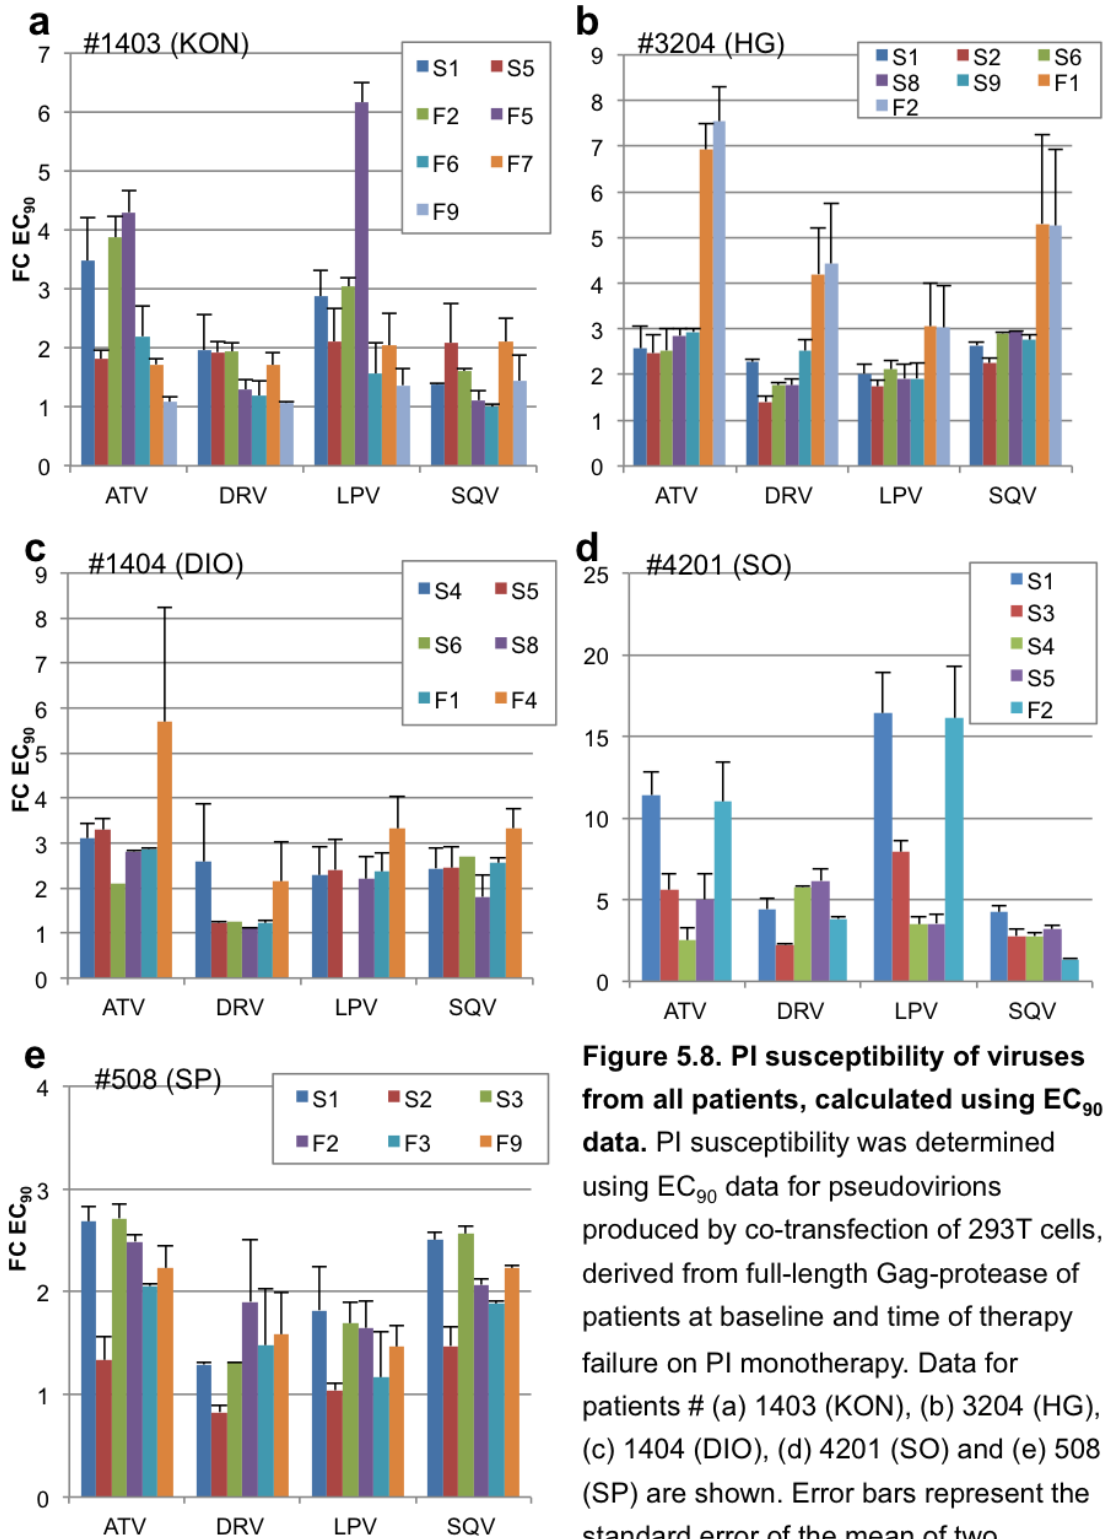 a
#1403 (KON)
7
6
5
4
3
2
1
0
FC EC90
S1 S5
F2 F5
F6 F7
F9
ATV DRV LPV SQV
b
#3204 (HG)
9
8
7
6
5
4
3
2
1
0
S1 S2 S6
S8 S9 F1
F2
ATV DRV LPV SQV
c
#1404 (DIO)
9
8
7
6
5
4
3
2
1
0
FC EC90
S4 S5
S6 S8
F1 F4
ATV DRV LPV SQV
d
#4201 (SO)
25
20
15
10
5
0
S1
S3
S4
S5
F2
ATV DRV LPV SQV
e
#508 (SP)
4
3
2
1
0
FC EC90
S1 S2 S3
F2 F3 F9
ATV DRV LPV SQV
Figure 5.8. PI susceptibility of viruses
from all patients, calculated using EC90
data. PI susceptibility was determined
using EC90 data for pseudovirions
produced by co-transfection of 293T cells,
derived from full-length Gag-protease of
patients at baseline and time of therapy
failure on PI monotherapy. Data for
patients # (a) 1403 (KON), (b) 3204 (HG),
(c) 1404 (DIO), (d) 4201 (SO) and (e) 508
(SP) are shown. Error bars represent the
standard error of the mean of two